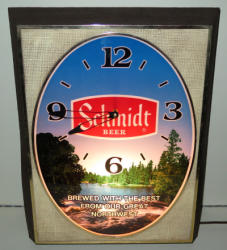 12
Schmidt
9
3
BEER
6
BREWED WITH THE BEST
FROM OUR GREAT
NORTHWEST